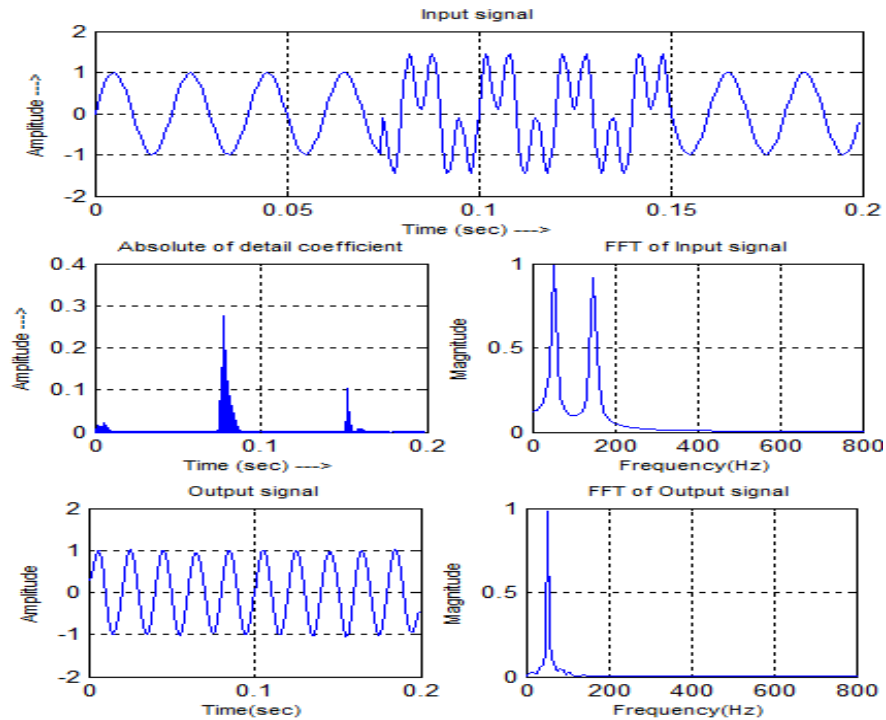 Input signal
Amplitude --->
2
1
0
-1
-2
0
0.05
0.1
0.15
0.2
Time (sec) --->
Absolute of detail coefficient
Amplitude --->
0.4
0.3
0.2
0.1
0
0
0.1
0.2
Time (sec) --->
FFT of Input signal
Magnitude
1
0.5
0
0
200
400
600
800
Frequency(Hz)
Output signal
Amplitude
2
1
0
-1
-2
0
0.1
0.2
Time(sec)
FFT of Output signal
Magnitude
1
0.5
0
0
200
400
600
800
Frequency(Hz)